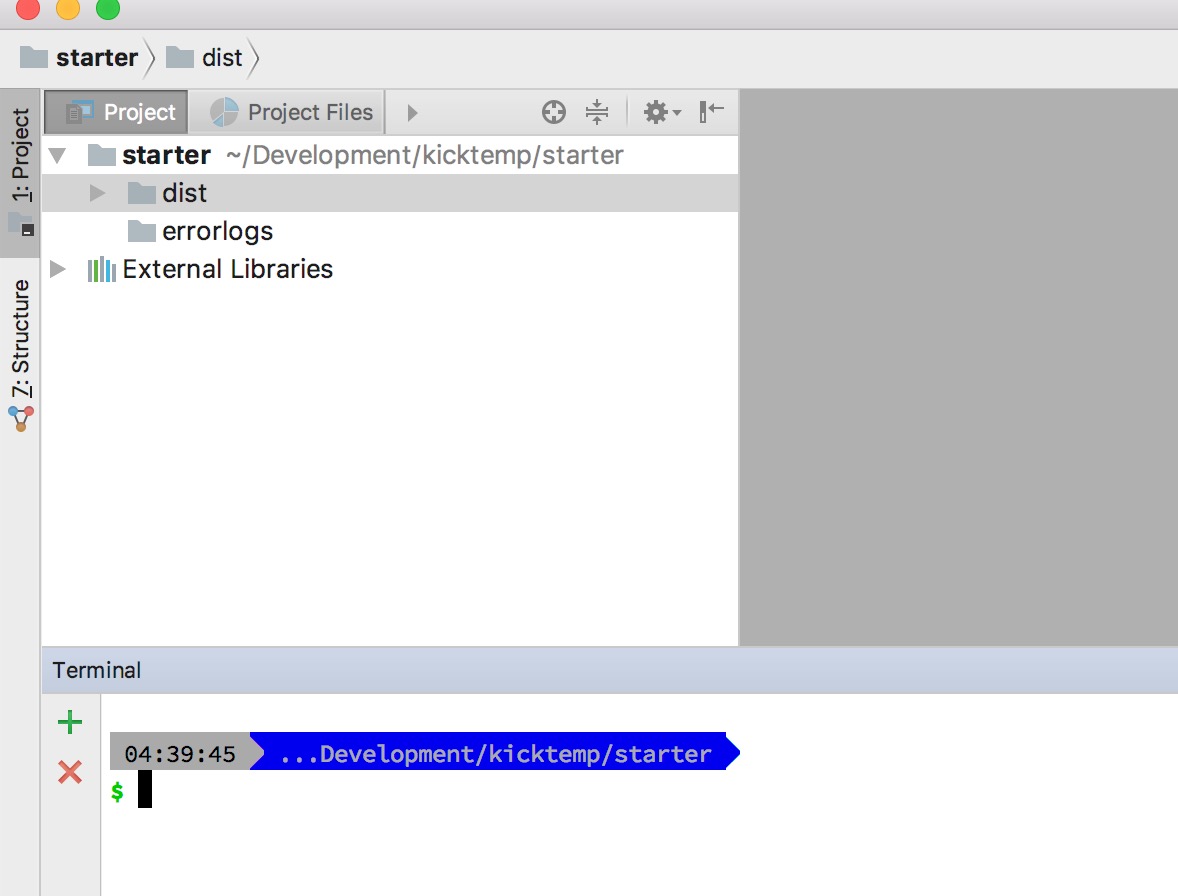 starter dist
1: Project
Project Project Files
starter ~/Development/kicktemp/starter
dist
errorlogs
External Libraries
7: Structure
Terminal
04:39:45 ...Development/kicktemp/starter
$